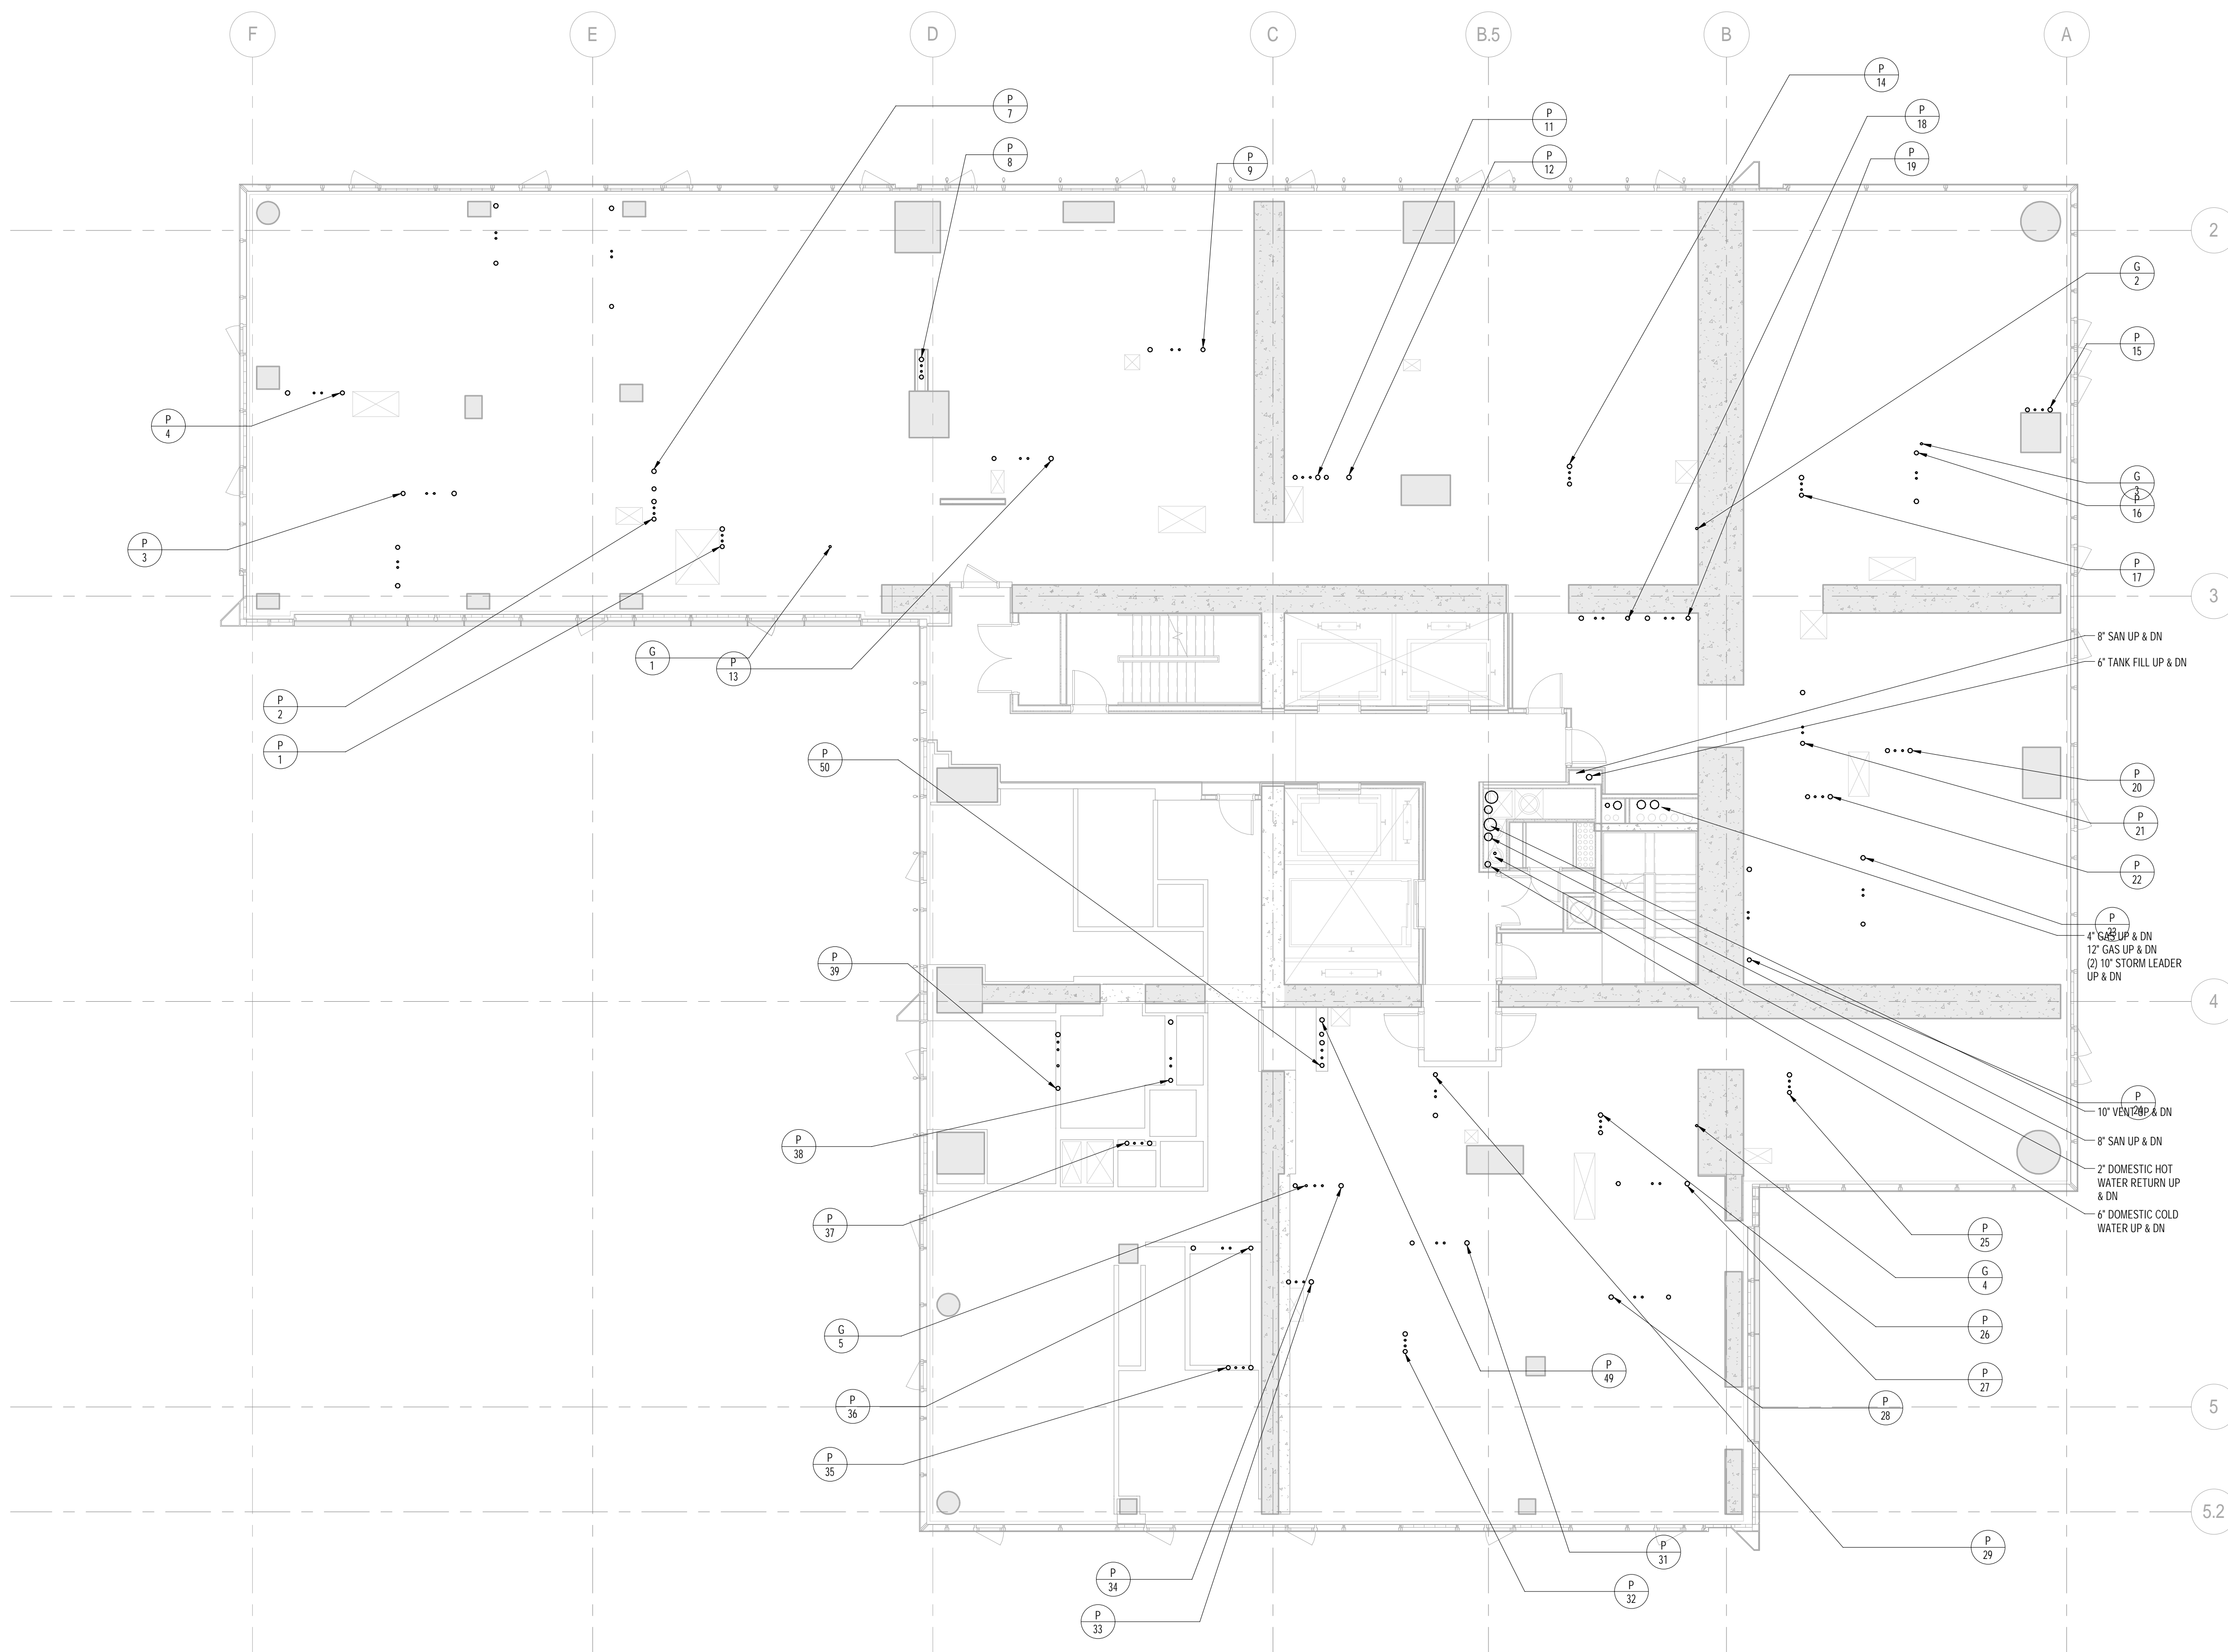 F
E
D
C
B.5
B
A
P
14
P
7
P
18
P
11
P
8
P
19
P
9
P
12
2
G
2
P
15
P
4
G
3
P
16
P
3
P
17
3
8" SAN UP & DN
G
1
P
13
6" TANK FILL UP & DN
P
2
P
1
P
50
P
20
P
21
P
22
P
23
4" GAS UP & DN
12" GAS UP & DN
(2) 10" STORM LEADER
UP & DN
P
39
4
P
24
10" VENT UP & DN
8" SAN UP & DN
P
38
2" DOMESTIC HOT
WATER RETURN UP
& DN
6" DOMESTIC COLD
WATER UP & DN
P
37
P
25
G
4
P
26
G
5
P
49
P
27
P
36
P
28
5
P
35
5.2
P
29
P
31
P
34
P
32
P
33